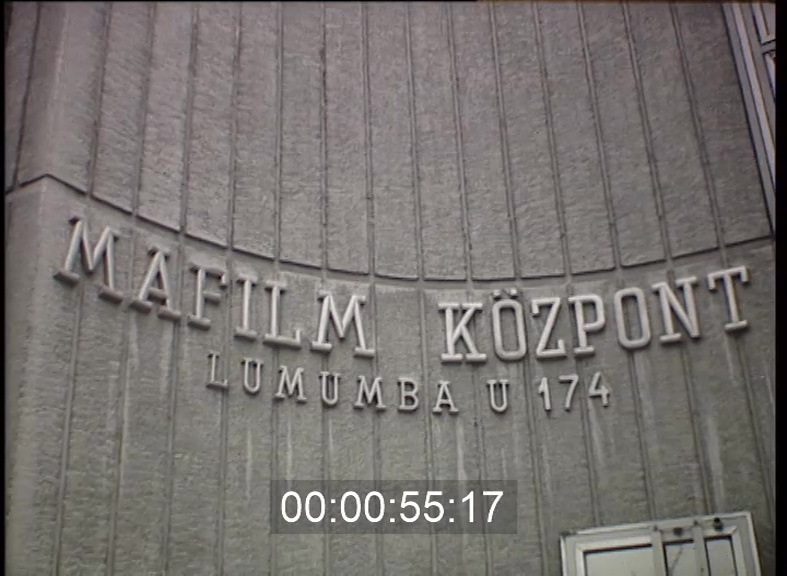 MAFILM KÖZPONT
LUMUMBA U 174
00:00:55:17